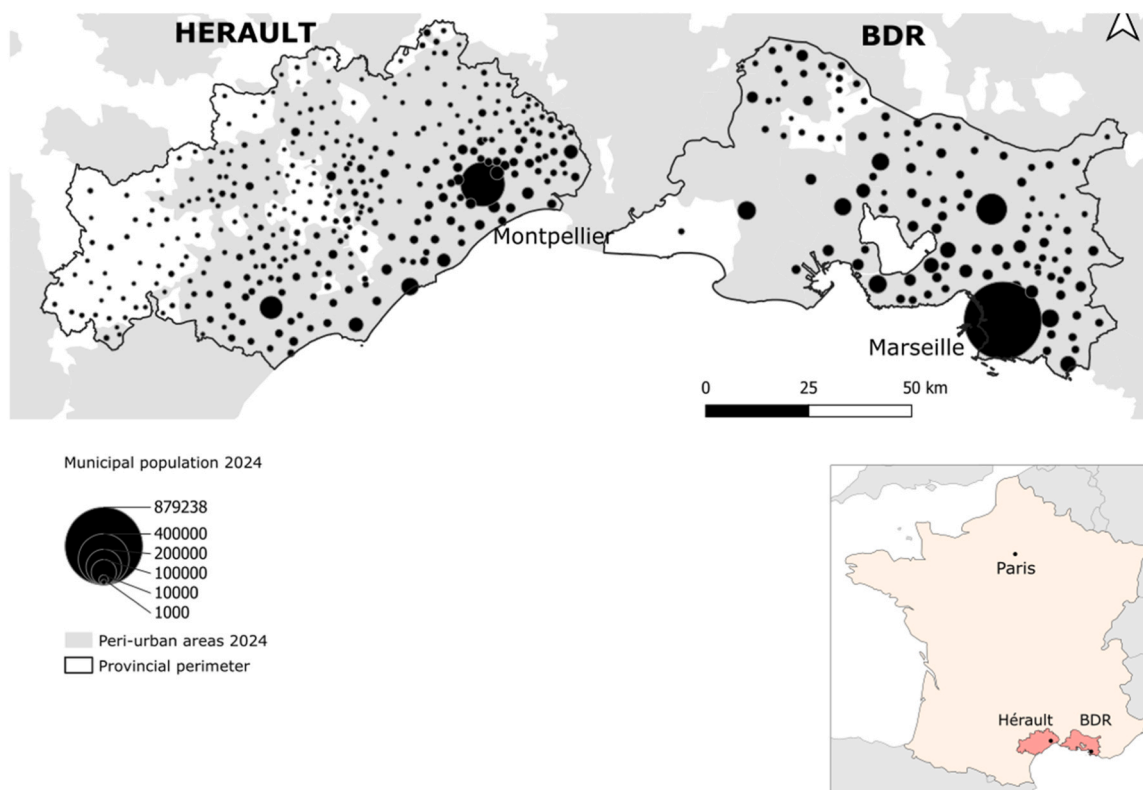 HERAULT
BDR
Montpellier
Marseille
0 25 50 km
Municipal population 2024
879238
400000
200000
100000
10000
1000
Peri-urban areas 2024
Provincial perimeter
Paris
Hérault BDR